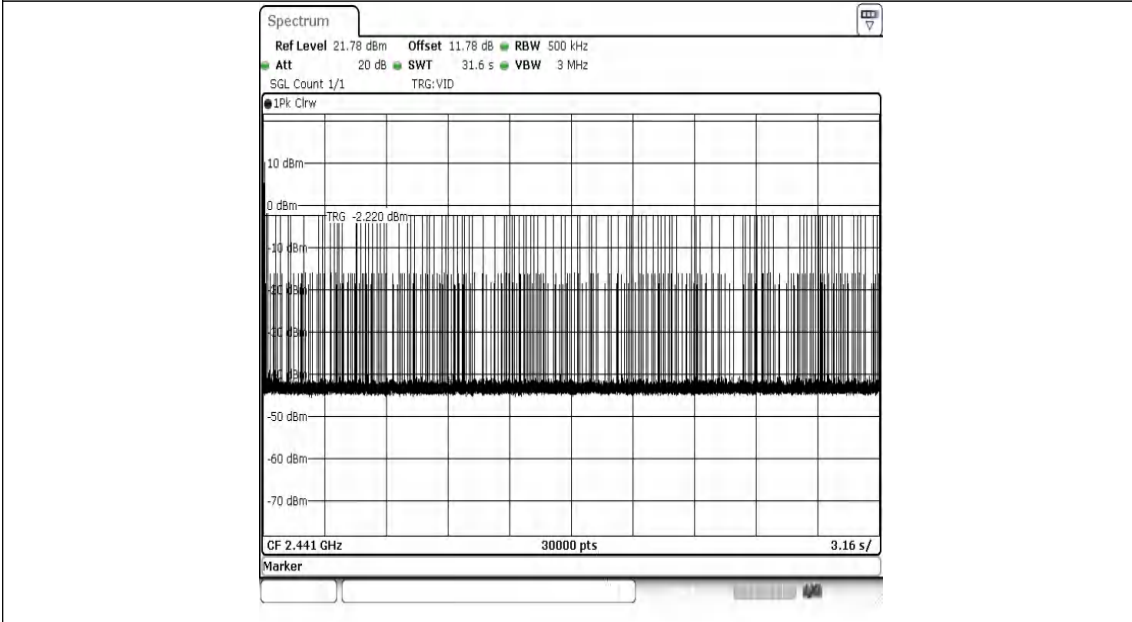 Spectrum
Ref Level 21.78 dBm Offset 11.78 dB RBW 500 kHz
Att 20 dB SWT 31.6 s VBW 3 MHz
SGL Count 1/1 TRG:VID
1Pk Clrw
10 dBm
0 dBm
TRG -2.220 dBm
-10 dBm
-50 dBm
-60 dBm
-70 dBm
CF 2.441 GHz 30000 pts 3.16 s/
Marker